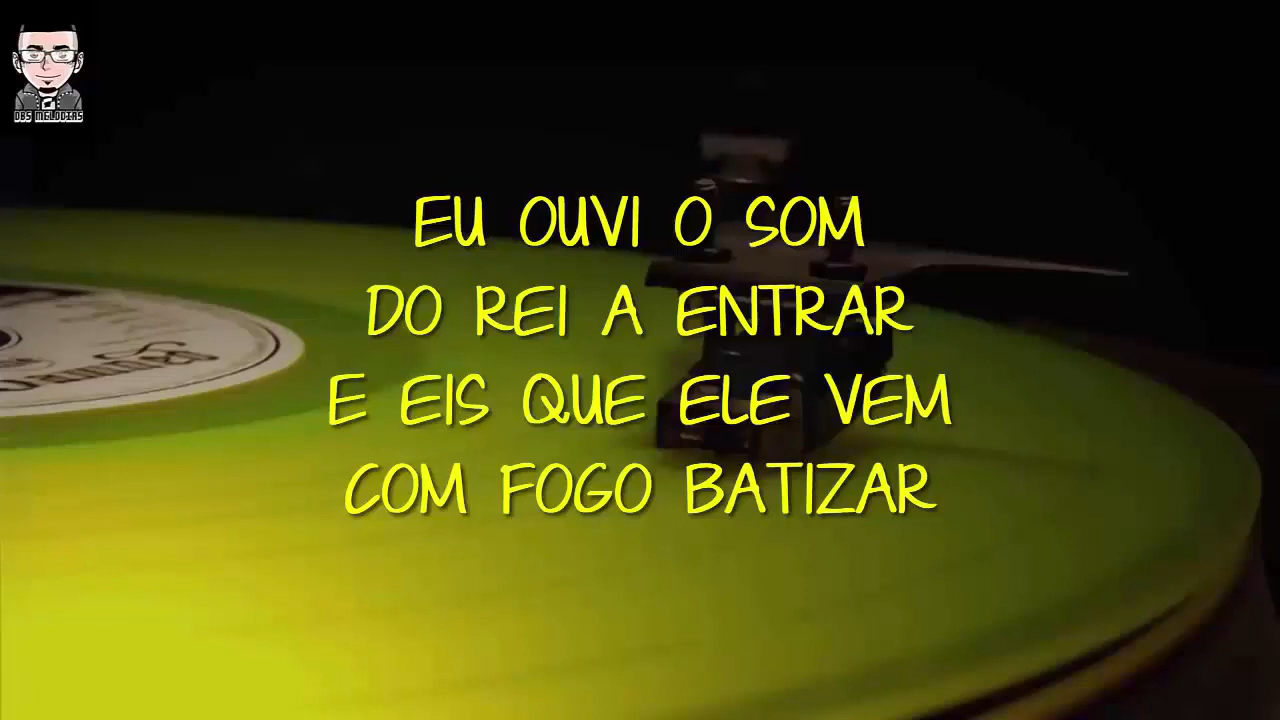 DBS MELODIAS
EU OUVI O SOM
DO REI A ENTRAR
E EIS QUE ELE VEM
COM FOGO BATIZAR